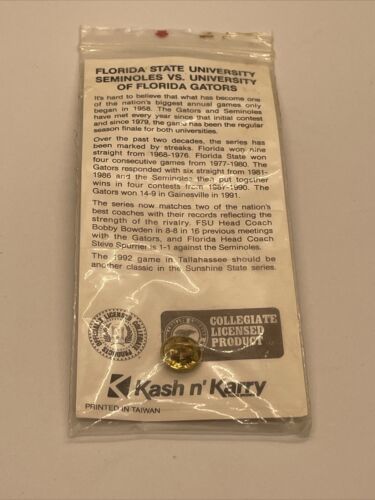 FLORIDA STATE UNIVERSITY
SEMINOLES VS. UNIVERSITY
OF FLORIDA GATORS
It's hard to believe that what has become one
of the nation's biggest annual games only
began in 1958. The Gators and Seminoles
have met every year since that initial contest
and since 1979, the game has been the regular
season finale for both universities.
Over the past two decades, the series has
been marked by streaks. Florida won nine
straight from 1968-1976. Florida State won
four consecutive games from 1977-1980. The
Gators responded with six straight from 1981-
1986 and the Seminoles then put together
wins in four contests from 1987-1990. The
Gators won 14-9 in Gainesville in 1991.
The series now matches two of the nation's
best coaches with their records reflecting
the strength of the rivalry. FSU Head Coach
Bobby Bowden in 8-8 in 16 previous meetings
with the Gators, and Florida Head Coach
Steve Spurrier is 1-1 against the Seminoles.
The 1992 game in Tallahassee should be
another classic in the Sunshine State series.
OFFICIALLY LICENSED COLLEGIATE
PRODUCTS
COLLEGIATE
LICENSED
PRODUCT
Kash n' Karry
PRINTED IN TAIWAN